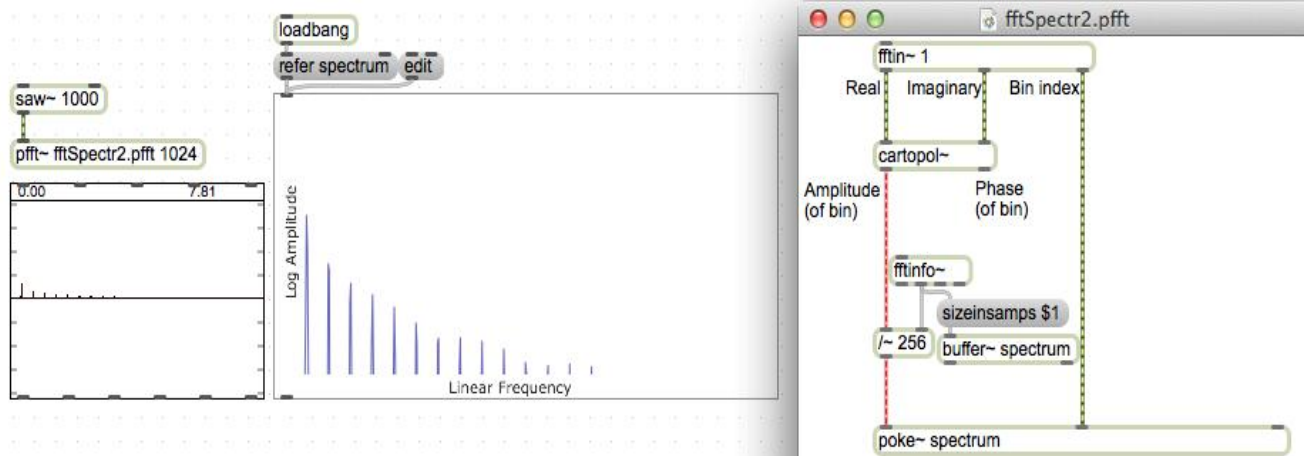 loadbang
refer spectrum
edit
saw~ 1000
pfft~ fftSpectr2.pfft 1024
0.00
7.81
Log Amplitude
Linear Frequency
fftSpectr2.pfft
fftin~ 1
Real
Imaginary
Bin index
cartopol~
Amplitude
(of bin)
Phase
(of bin)
fftinfo~
sizeinsamps $1
/~ 256
buffer~ spectrum
poke~ spectrum